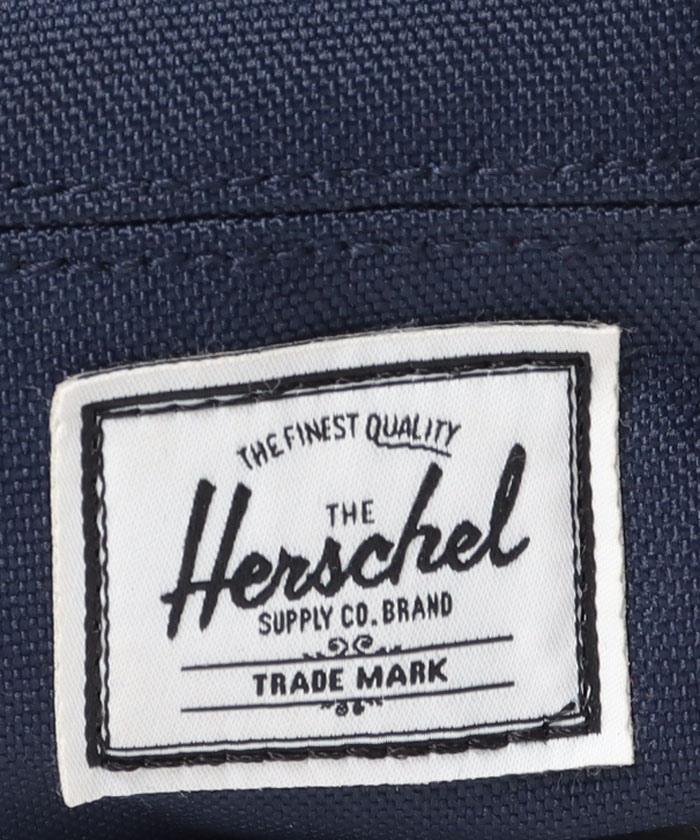 THE FINEST QUALITY
THE
Herschel
SUPPLY CO. BRAND
TRADE MARK